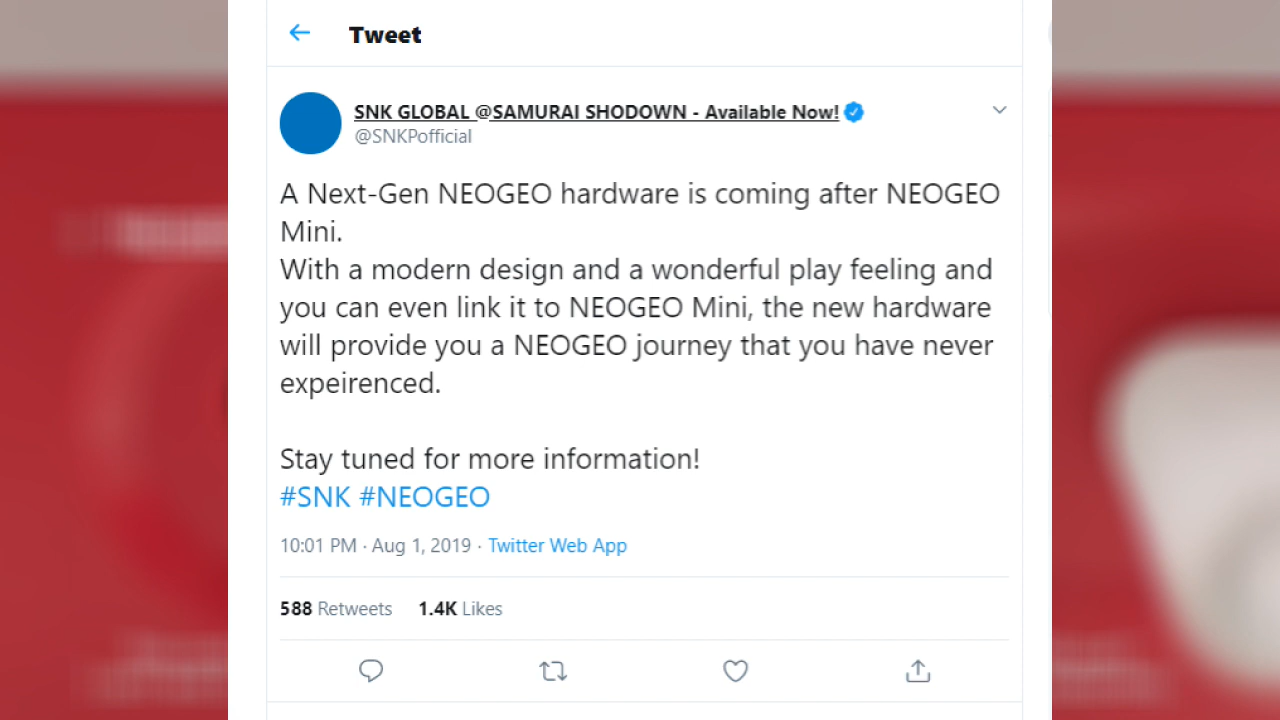 Tweet
SNK GLOBAL @SAMURAI SHODOWN - Available Now!
@SNKPofficial
A Next-Gen NEOGEO hardware is coming after NEOGEO
Mini.
With a modern design and a wonderful play feeling and
you can even link it to NEOGEO Mini, the new hardware
will provide you a NEOGEO journey that you have never
expeirenced.
Stay tuned for more information!
#SNK #NEOGEO
10:01 PM · Aug 1, 2019 · Twitter Web App
588 Retweets 1.4K Likes